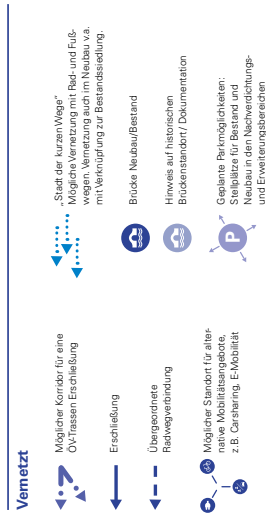 Vernetzt
Möglicher Korridor für eine
ÖV-Trassen Erschließung
Erschließung
Übergeordnete
Radwegverbindung
Möglicher Standort für alter-
native Mobilitätsangebote,
z.B. Carsharing, E-Mobilität
„Stadt der kurzen Wege"
Mögliche Vernetzung mit Rad- und Fuß-
wegen. Vernetzung auch im Neubau v.a.
mit Verknüpfung zur Bestandssiedlung.
Brücke Neubau/Bestand
Hinweis auf historischen
Brückenstandort/ Dokumentation
P
Geplante Parkmöglichkeiten:
Stellplätze für Bestand und
Neubau in den Nachverdichtungs-
und Erweiterungsbereichen